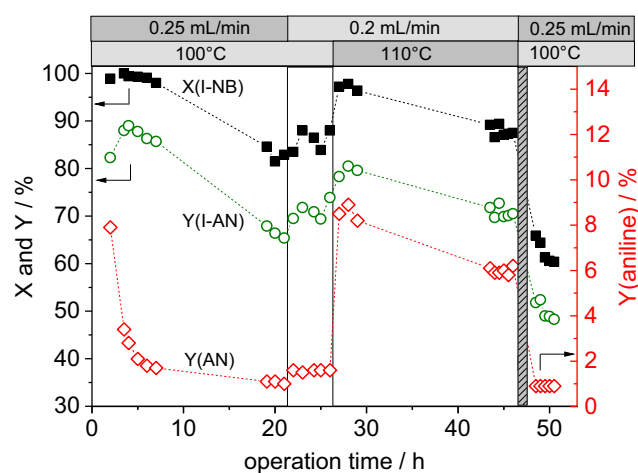 0.25 mL/min 0.2 mL/min 0.25 mL/min
100°C 110°C 100°C
X(I-NB)
Y(I-AN)
Y(AN)
X and Y / %
100
90
80
70
60
50
40
30
0 10 20 30 40 50
operation time / h
14
12
10
8
6
4
2
0
Y(aniline) / %